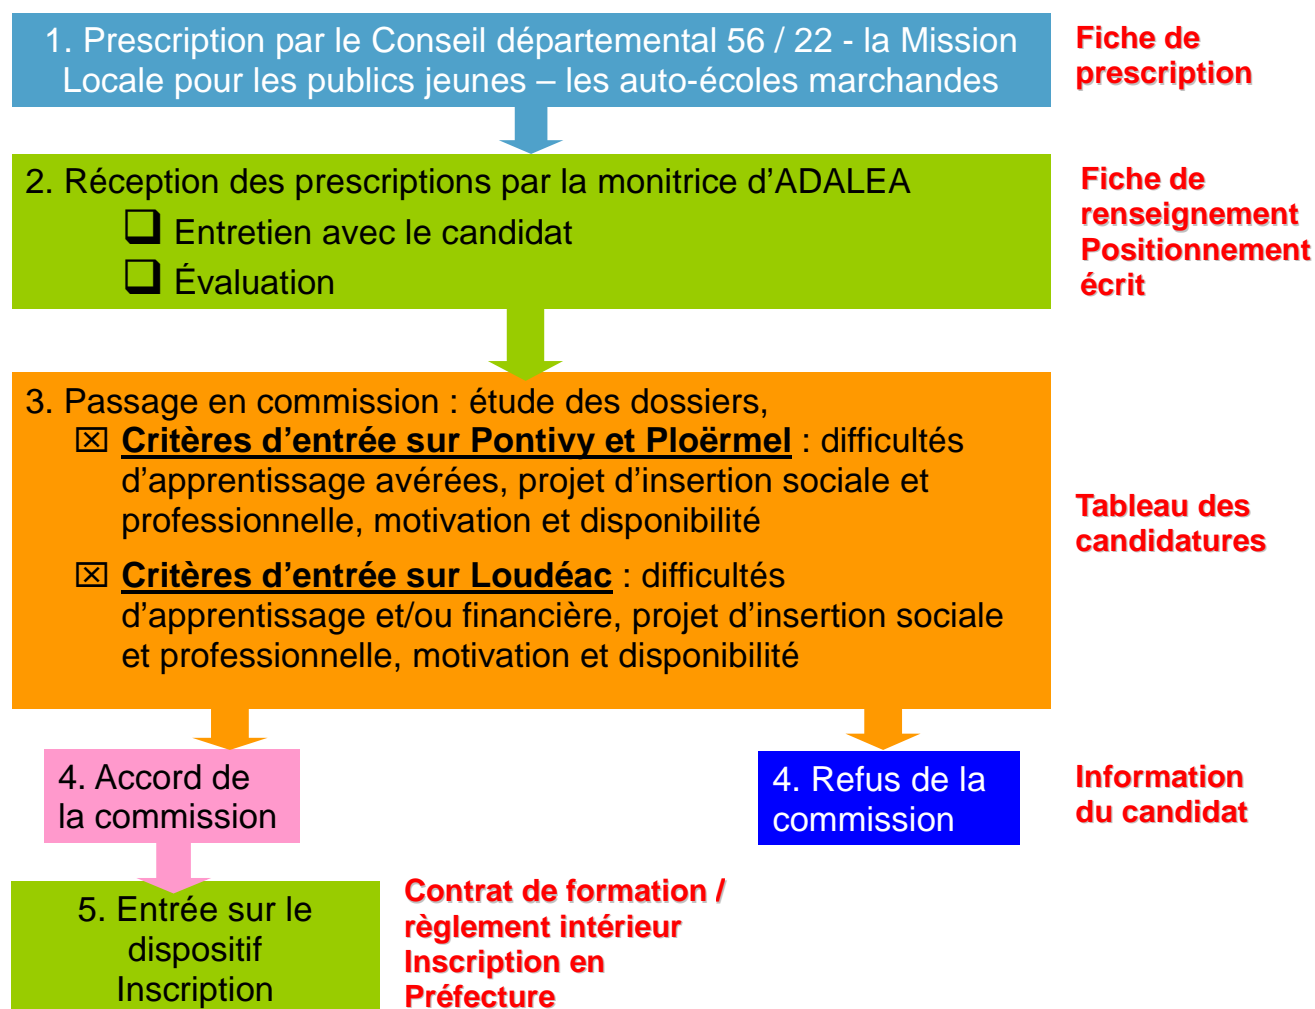 1. Prescription par le Conseil départemental 56 / 22 - la Mission
Locale pour les publics jeunes – les auto-écoles marchandes
Fiche de
prescription
2. Réception des prescriptions par la monitrice d’ADALEA
❑ Entretien avec le candidat
❑ Évaluation
Fiche de
renseignement
Positionnement
écrit
3. Passage en commission : étude des dossiers,
☒ Critères d’entrée sur Pontivy et Ploërmel : difficultés
d’apprentissage avérées, projet d’insertion sociale et
professionnelle, motivation et disponibilité
☒ Critères d’entrée sur Loudéac : difficultés
d’apprentissage et/ou financière, projet d’insertion sociale
et professionnelle, motivation et disponibilité
Tableau des
candidatures
4. Accord de
la commission
4. Refus de la
commission
Information
du candidat
5. Entrée sur le
dispositif
Inscription
Contrat de formation /
règlement intérieur
Inscription en
Préfecture